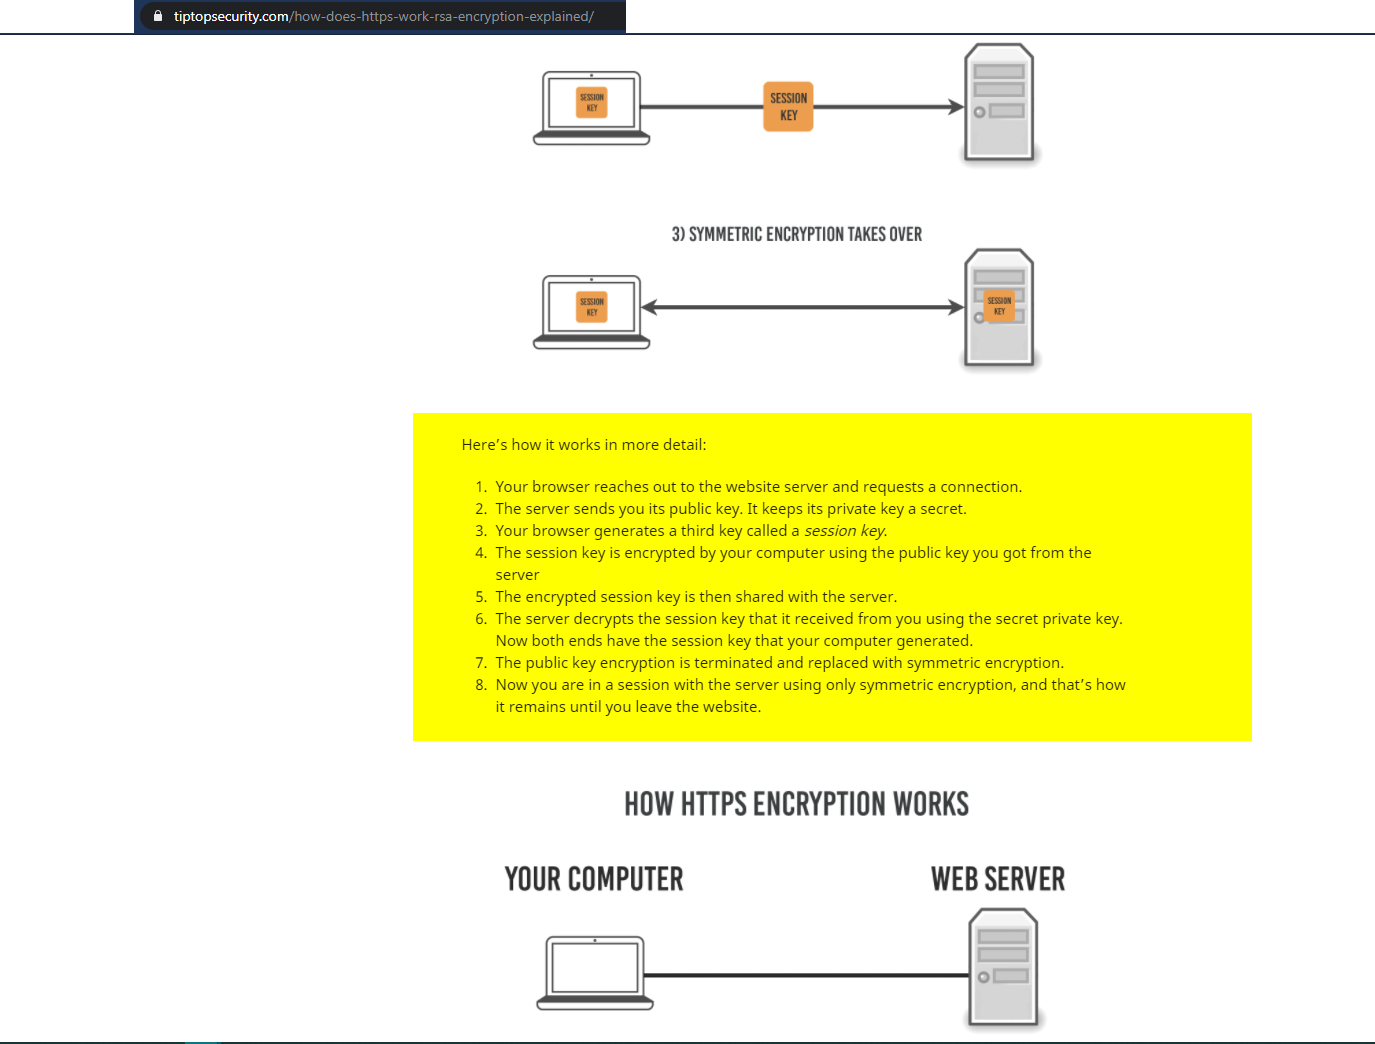 tiptopsecurity.com/how-does-https-work-rsa-encryption-explained/
SESSION
KEY
SESSION
KEY
3) SYMMETRIC ENCRYPTION TAKES OVER
SESSION
KEY
SESSION
KEY
Here's how it works in more detail:
1. Your browser reaches out to the website server and requests a connection.
2. The server sends you its public key. It keeps its private key a secret.
3. Your browser generates a third key called a session key.
4. The session key is encrypted by your computer using the public key you got from the
server
5. The encrypted session key is then shared with the server.
6. The server decrypts the session key that it received from you using the secret private key.
Now both ends have the session key that your computer generated.
7. The public key encryption is terminated and replaced with symmetric encryption.
8. Now you are in a session with the server using only symmetric encryption, and that's how
it remains until you leave the website.
HOW HTTPS ENCRYPTION WORKS
YOUR COMPUTER
WEB SERVER